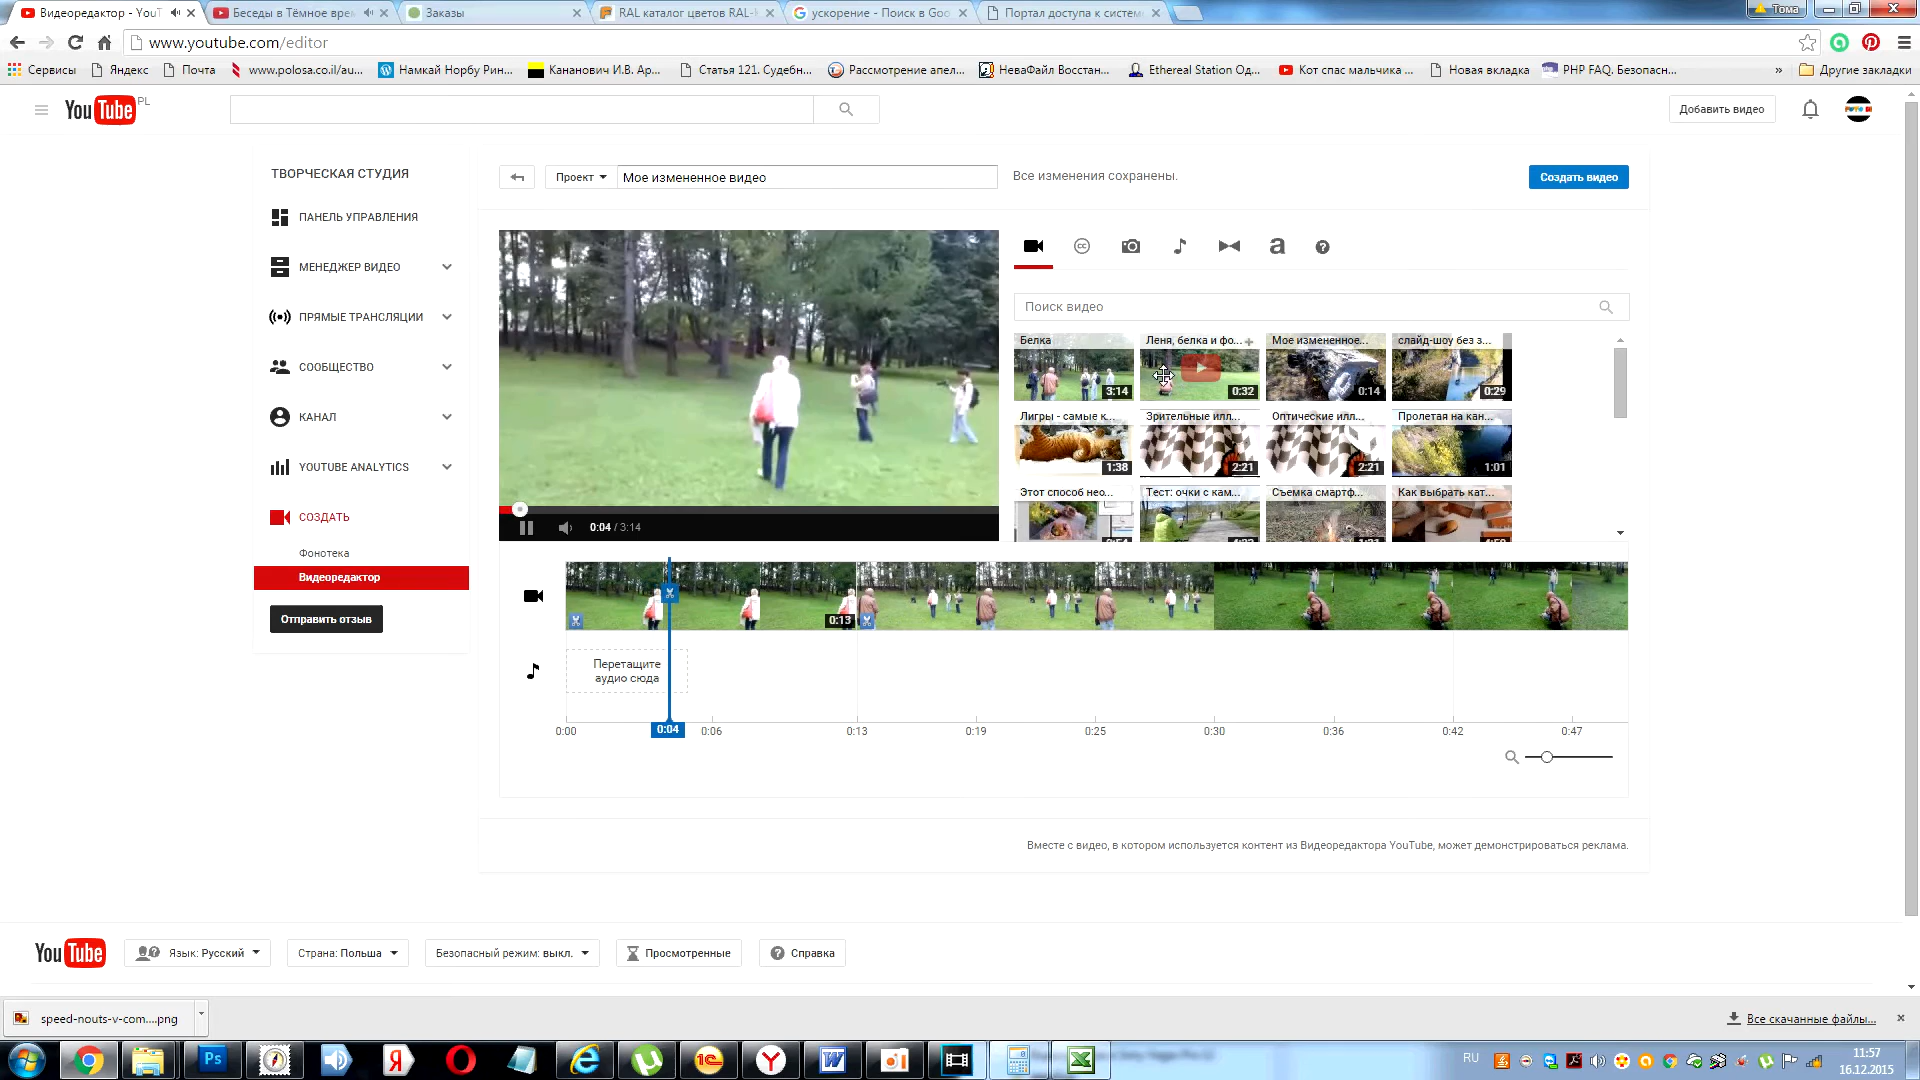 Видеоредактор - YouT
Беседы в Тёмное врем
Заказы
RAL каталог цветов RAL-
ускорение - Поиск в Goo
Портал доступа к систем
Тома
www.youtube.com/editor
Сервисы
Яндекс
Почта
www.polosa.co.il/au...
Намкай Норбу Рин...
Кананович И.В. Ар...
Статья 121. Судебн...
Рассмотрение апел...
НеваФайл Восстан...
Ethereal Station Од...
Кот спас мальчика ...
Новая вкладка
PHP FAQ. Безопасн...
»
Другие закладки
YouTube PL
Добавить видео
ТВОРЧЕСКАЯ СТУДИЯ
ПАНЕЛЬ УПРАВЛЕНИЯ
МЕНЕДЖЕР ВИДЕО
ПРЯМЫЕ ТРАНСЛЯЦИИ
СООБЩЕСТВО
КАНАЛ
YOUTUBE ANALYTICS
СОЗДАТЬ
Фонотека
Видеоредактор
Отправить отзыв
Проект
Мое измененное видео
Все изменения сохранены.
Создать видео
0:04 / 3:14
a
Поиск видео
Белка
3:14
Леня, белка и фо...
0:32
Мое измененное...
0:14
слайд-шоу без з...
0:29
Лигры - самые к...
1:38
Зрительные илл...
2:21
Оптические илл...
2:21
Пролетая на кан...
1:01
Этот способ нео...
Тест: очки с кам...
Съемка смартф...
Как выбрать кат...
0:13
Перетащите
аудио сюда
0:00
0:04
0:06
0:13
0:19
0:25
0:30
0:36
0:42
0:47
Вместе с видео, в котором используется контент из Видеоредактора YouTube, может демонстрироваться реклама.
YouTube
Язык: Русский
Страна: Польша
Безопасный режим: выкл.
Просмотренные
Справка
speed-nouts-v-com....png
Все скачанные файлы...
RU
11:57
16.12.2015